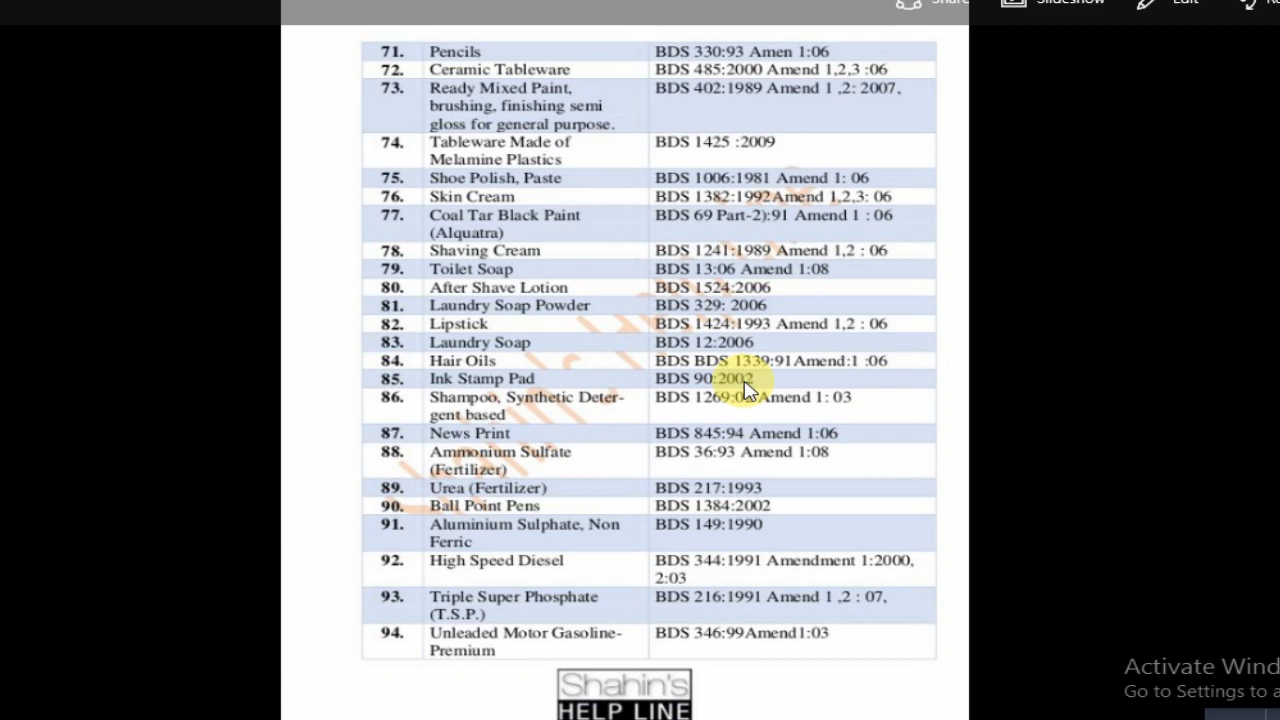 Share Slideshow Edit
71. Pencils BDS 330:93 Amen 1:06
72. Ceramic Tableware BDS 485:2000 Amend 1,2,3 :06
73. Ready Mixed Paint, BDS 402:1989 Amend 1 ,2: 2007,
brushing, finishing semi
gloss for general purpose.
74. Tableware Made of BDS 1425 :2009
Melamine Plastics
75. Shoe Polish, Paste BDS 1006:1981 Amend 1: 06
76. Skin Cream BDS 1382:1992Amend 1,2,3: 06
77. Coal Tar Black Paint BDS 69 Part-2):91 Amend 1 : 06
(Alquatra)
78. Shaving Cream BDS 1241:1989 Amend 1,2 : 06
79. Toilet Soap BDS 13:06 Amend 1:08
80. After Shave Lotion BDS 1524:2006
81. Laundry Soap Powder BDS 329: 2006
82. Lipstick BDS 1424:1993 Amend 1,2 : 06
83. Laundry Soap BDS 12:2006
84. Hair Oils BDS BDS 1339:91Amend:1 :06
85. Ink Stamp Pad BDS 90:2002
86. Shampoo, Synthetic Deter- BDS Amend 1: 03
gent based
87. News Print BDS 845:94 Amend 1:06
88. Ammonium Sulfate BDS 36:93 Amend 1:08
(Fertilizer)
89. Urea (Fertilizer) BDS 217:1993
90. Ball Point Pens BDS 1384:2002
91. Aluminium Sulphate, Non BDS 149:1990
Ferric
92. High Speed Diesel BDS 344:1991 Amendment 1:2000,
2:03
93. Triple Super Phosphate BDS 216:1991 Amend 1 ,2 : 07,
(T.S.P.)
94. Unleaded Motor Gasoline- BDS 346:99Amend1:03
Premium
Shahin's
HELP LINE
Activate Wind
Go to Settings to a